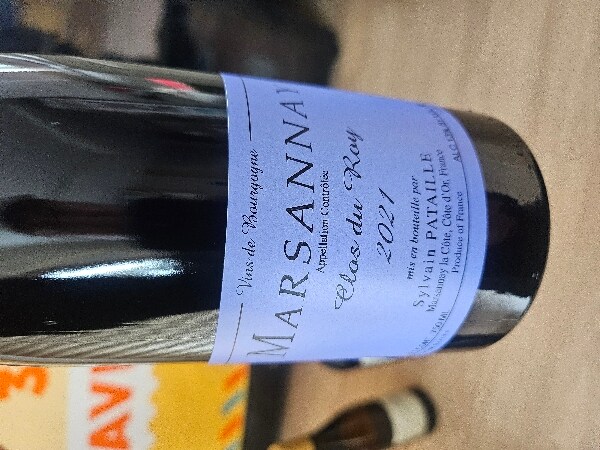 Vins de Bourgogne
MARSANNAY
Appellation Contrôlée
Clos du Roy
2021
mis en bouteille par
Sylvain PATAILLE
Marsannay la Côte, Côte d'Or, France
Produce of France
AVI